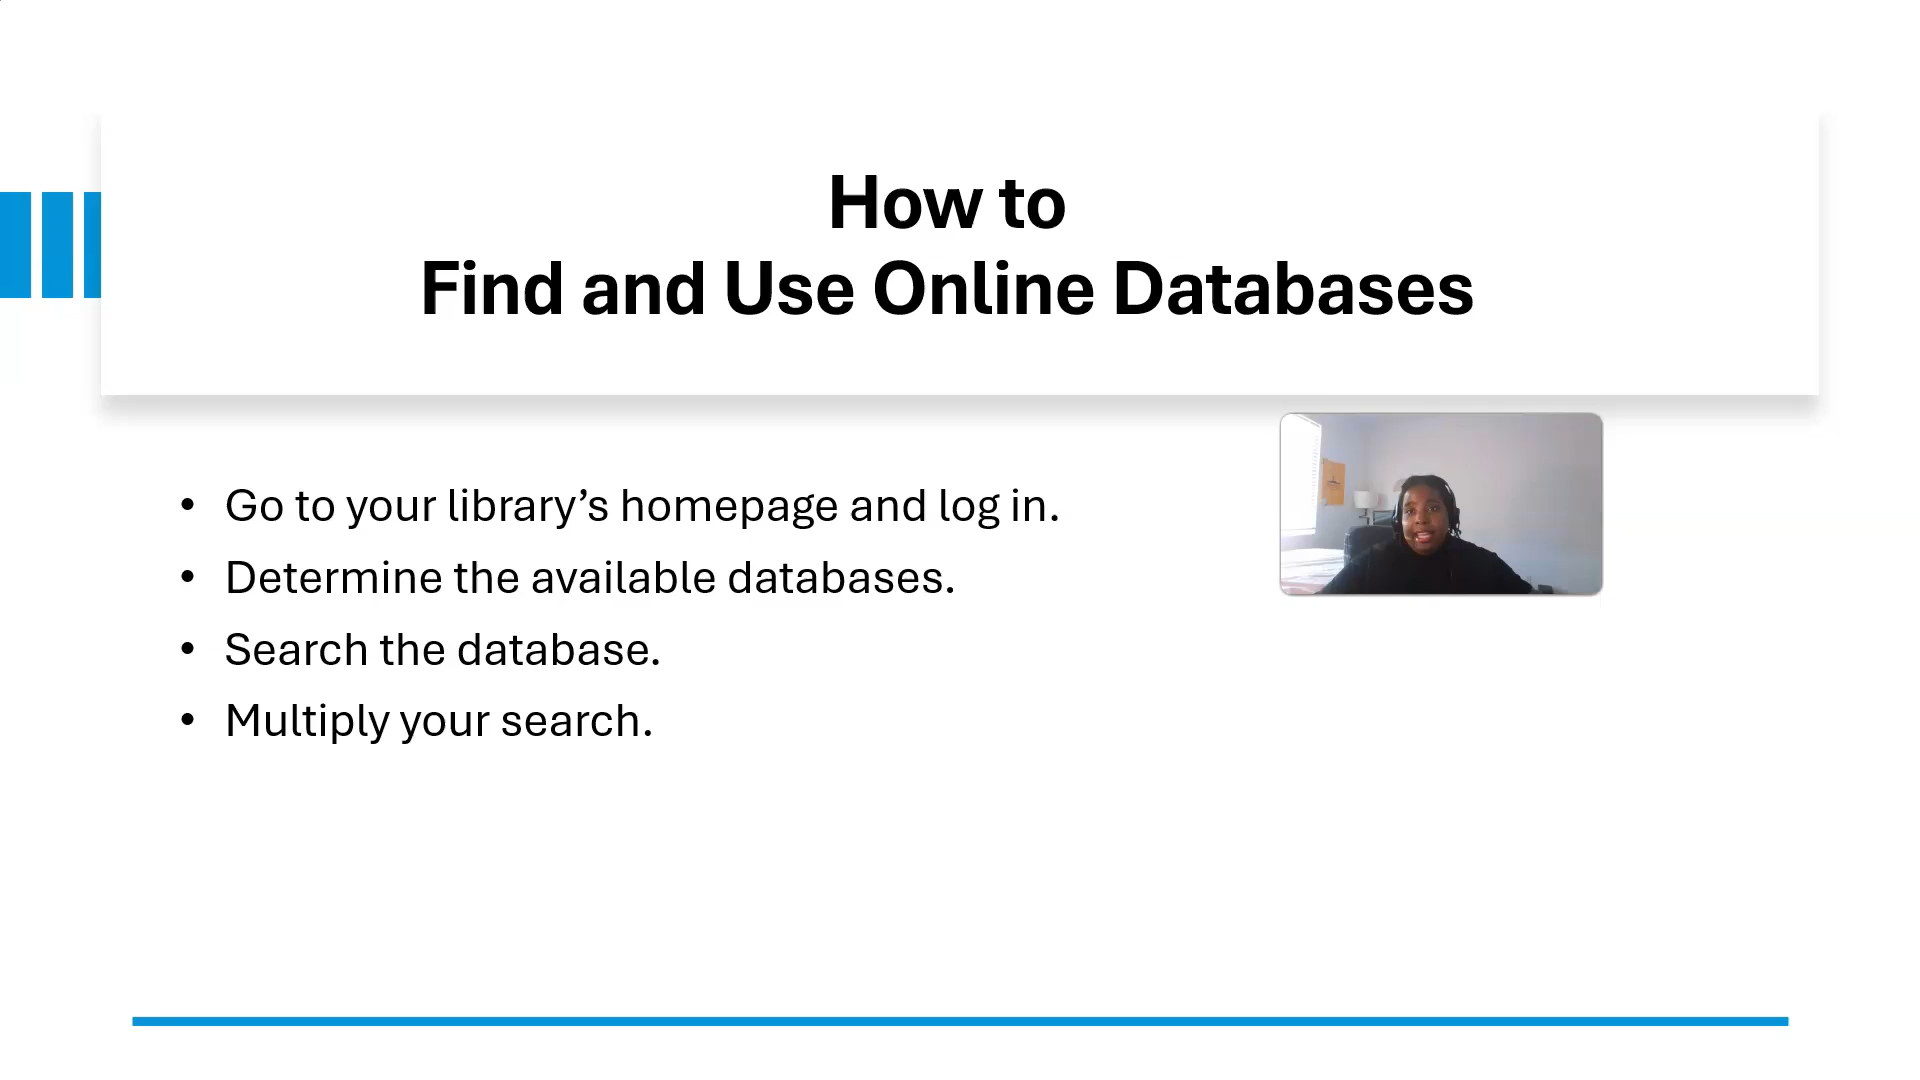 How to
Find and Use Online Databases
• Go to your library’s homepage and log in.
• Determine the available databases.
• Search the database.
• Multiply your search.